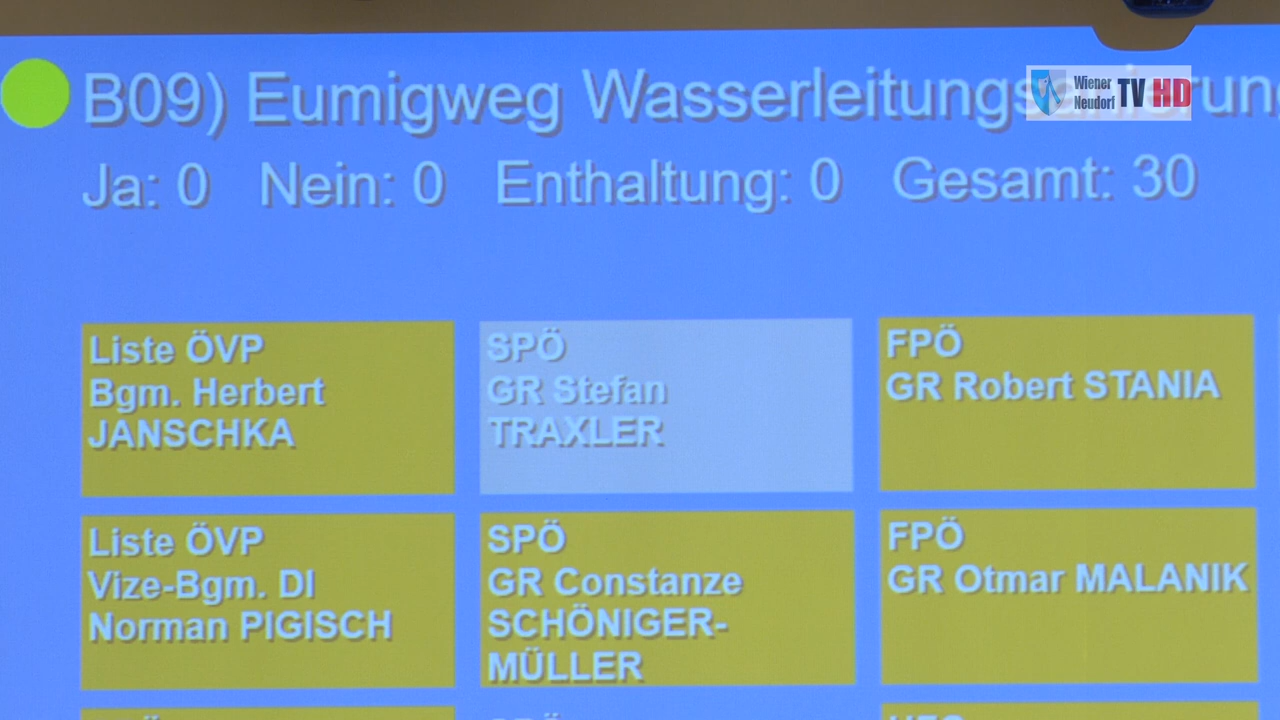 B09) Eumigweg
Wiener
Neudorf
TV HD
Ja: 0 Nein: 0 Enthaltung: 0 Gesamt: 30
Liste ÖVP
Bgm. Herbert
JANSCHKA
SPÖ
GR Stefan
TRAXLER
FPÖ
GR Robert STANIA
Liste ÖVP
Vize-Bgm. DI
Norman PIGISCH
SPÖ
GR Constanze
SCHÖNIGER-
MÜLLER
FPÖ
GR Otmar MALANIK